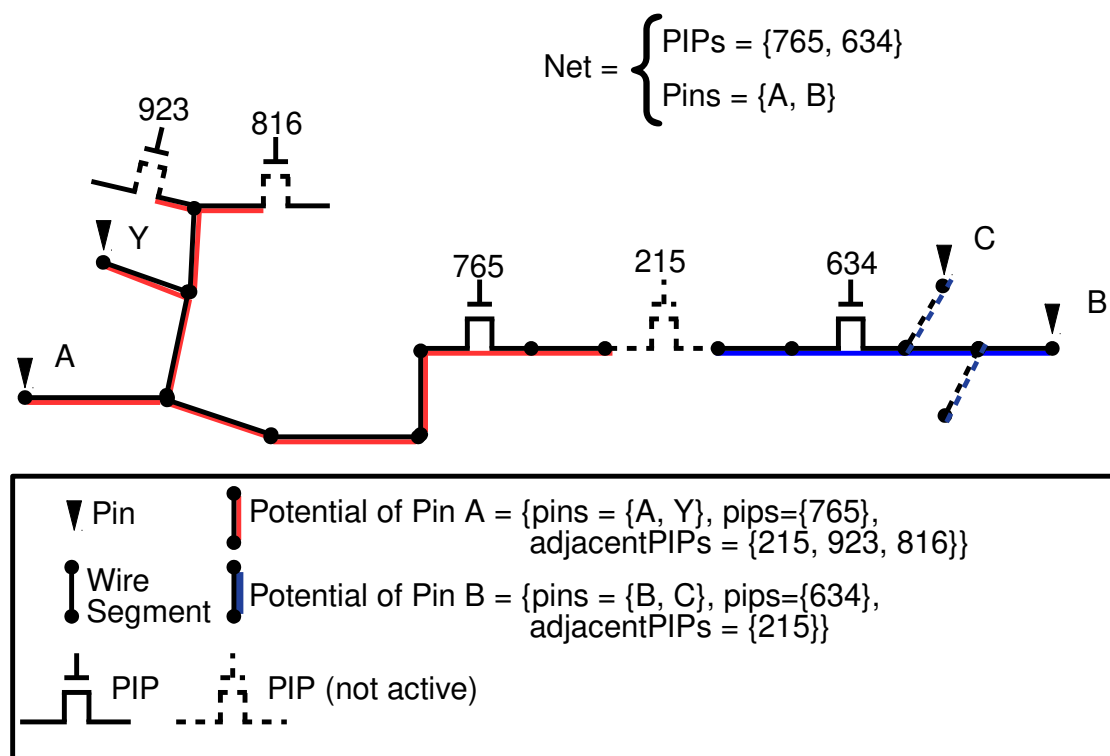 PIPs = {765, 634}
Net =
Pins = {A, B}
923
816
Y
C
765
215
634
B
A
Pin
Potential of Pin A = {pins = {A, Y}, pips={765},
adjacentPIPs = {215, 923, 816}}
Wire
Segment
Potential of Pin B = {pins = {B, C}, pips={634},
adjacentPIPs = {215}}
PIP
PIP (not active)